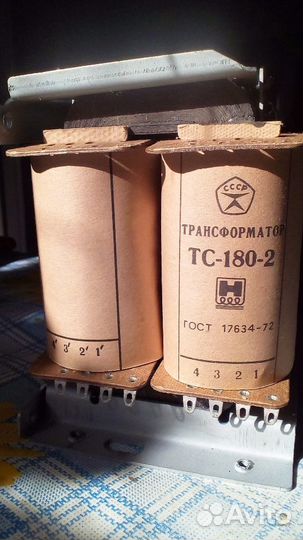 СССР
ТРАНСФОРМАТОР
ТС-180-2
Н
ГОСТ 17634-72
4' 3' 2' 1'
4 3 2 1
Avito